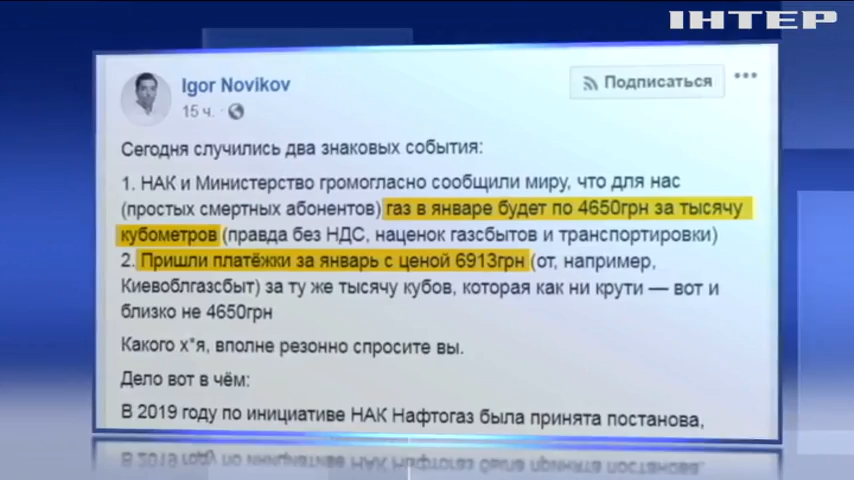 ІНТЕР
Igor Novikov
15 ч. ·
Подписаться
Сегодня случились два знаковых события:
1. НАК и Министерство громогласно сообщили миру, что для нас
(простых смертных абонентов) газ в январе будет по 4650грн за тысячу
кубометров (правда без НДС, наценок газсбытов и транспортировки)
2. Пришли платёжки за январь с ценой 6913грн (от, например,
Киевоблгазсбыт) за ту же тысячу кубов, которая как ни крути — вот и
близко не 4650грн
Какого х*я, вполне резонно спросите вы.
Дело вот в чём:
В 2019 году по инициативе НАК Нафтогаз была принята постанова,